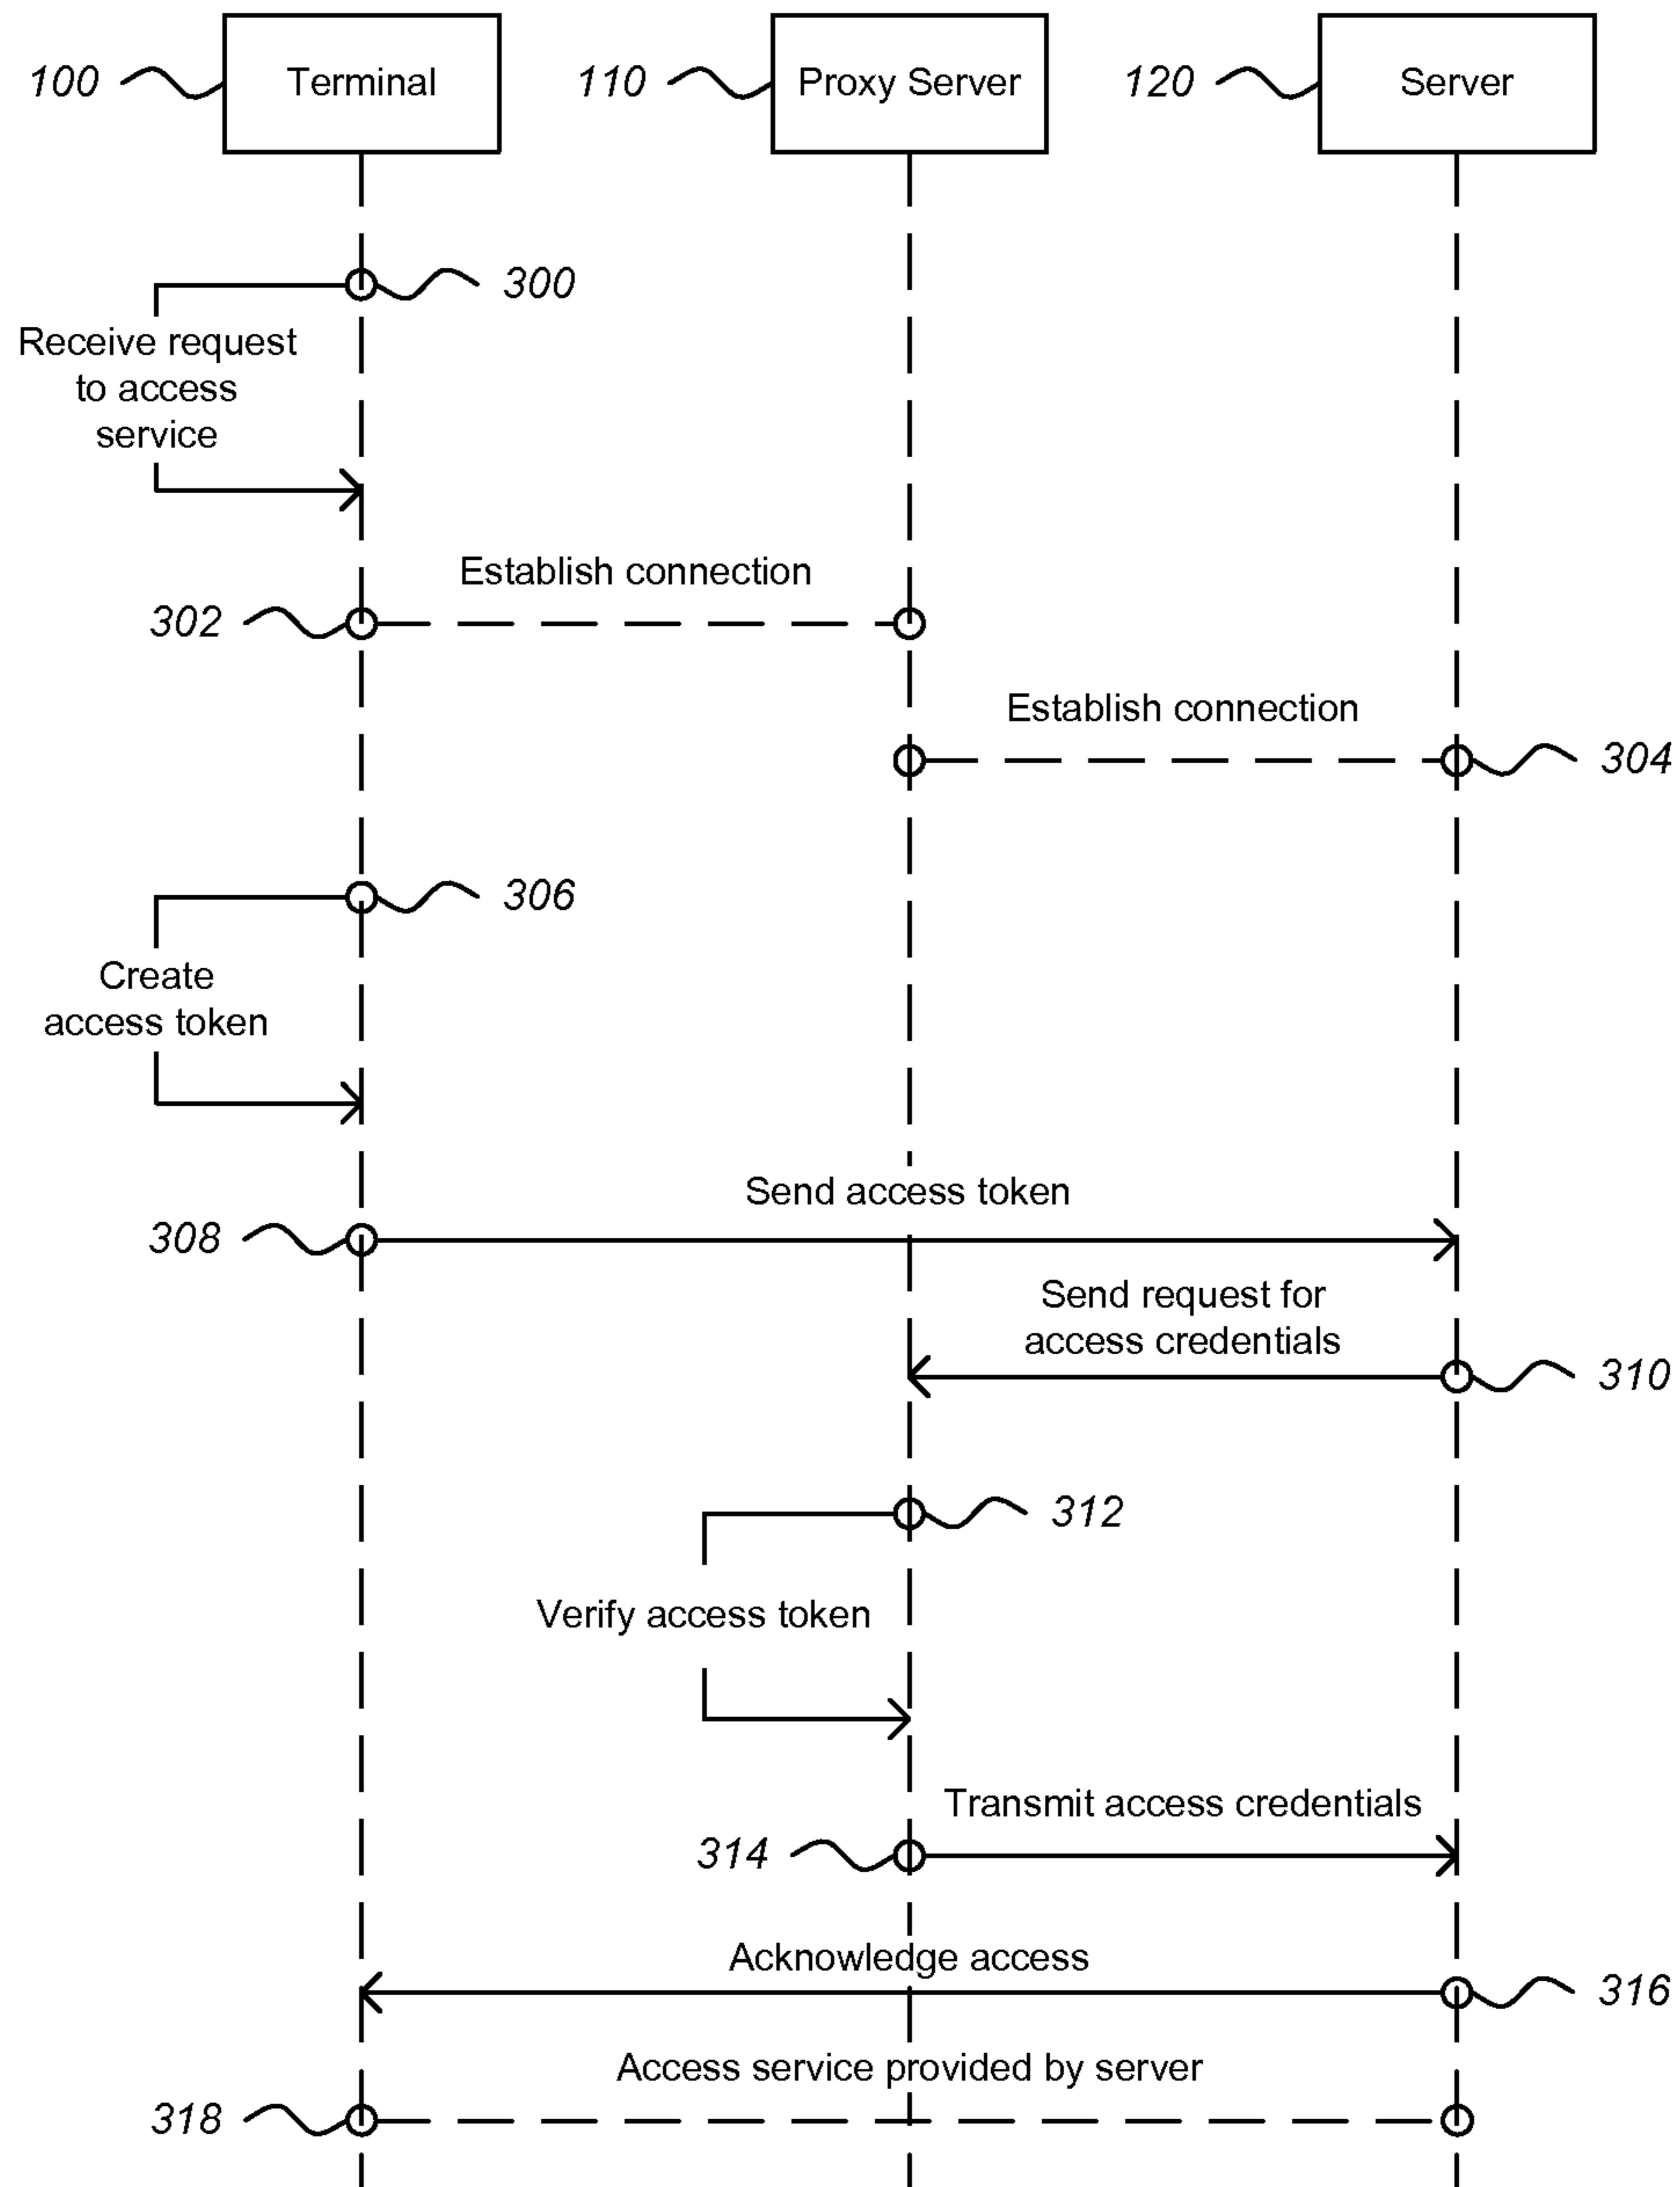 100
Terminal
110
Proxy Server
120
Server
300
Receive request
to access
service
Establish connection
302
Establish connection
304
306
Create
access token
Send access token
308
Send request for
access credentials
310
312
Verify access token
Transmit access credentials
314
Acknowledge access
316
Access service provided by server
318